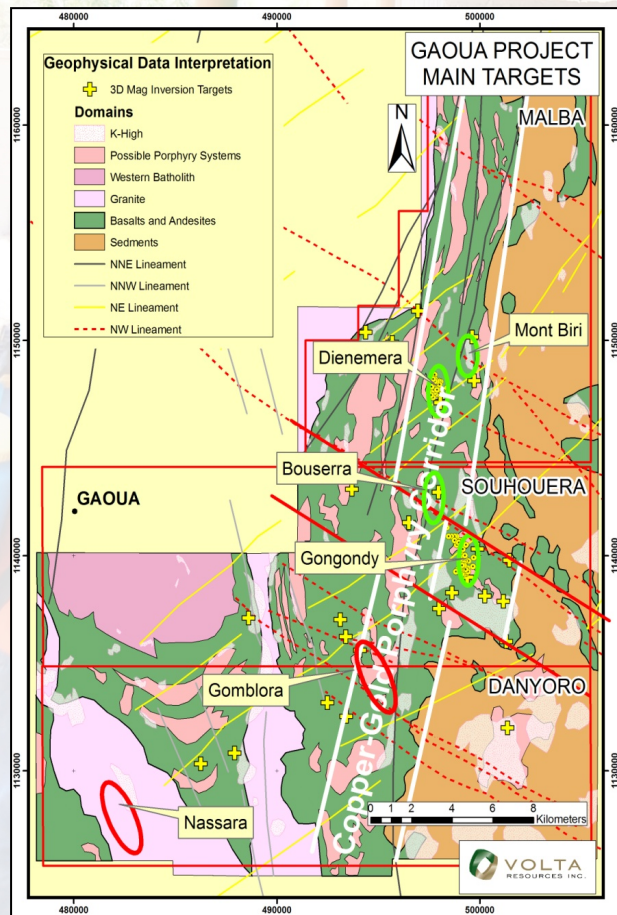 480000
490000
500000
Geophysical Data Interpretation
3D Mag Inversion Targets
Domains
K-High
Possible Porphyry Systems
Western Batholith
Granite
Basalts and Andesites
Sediments
NNE Lineament
NNW Lineament
NE Lineament
NW Lineament
GAOUA PROJECT
MAIN TARGETS
MALBA
N
1160000
1160000
1150000
1150000
Mont Biri
Dienemera
Bouserra
SOUHOUERA
GAOUA
Gongondy
1140000
1140000
Copper-Gold Porphyry Corridor
Gomblora
DANYORO
1130000
1130000
Nassara
0 1 2 4 6 8
Kilometers
VOLTA
RESOURCES INC.
480000
490000
500000